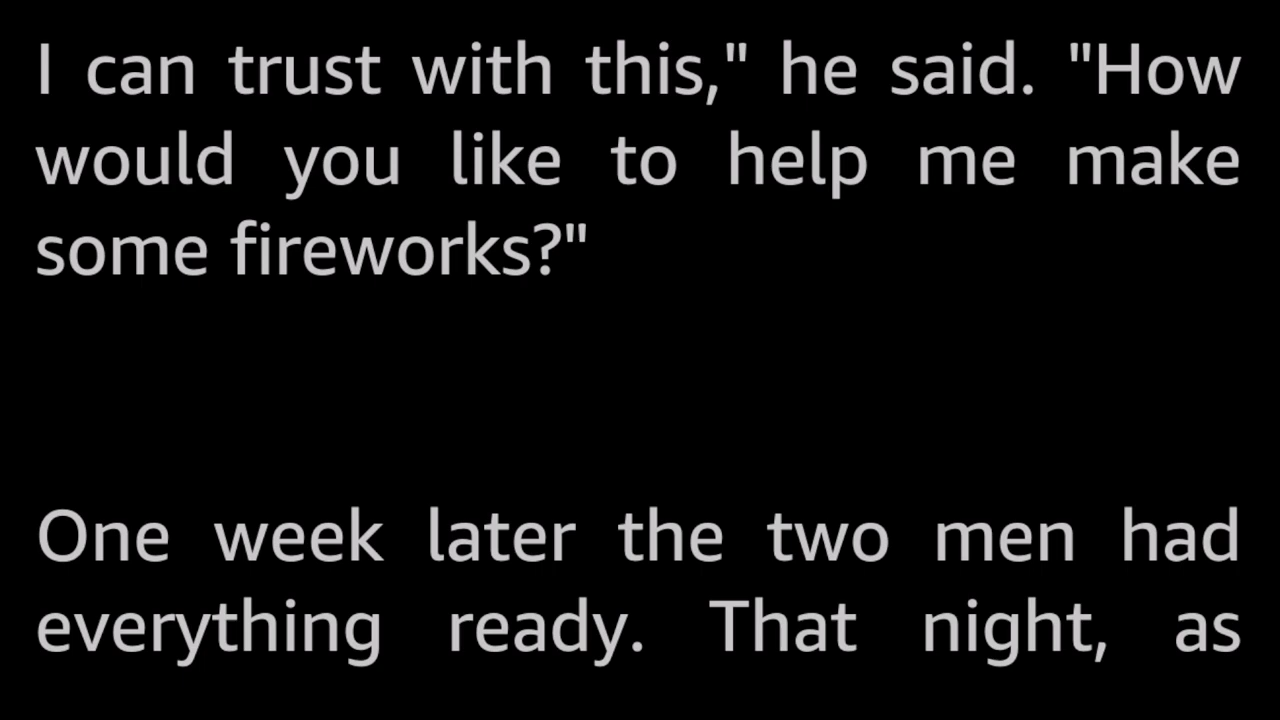 I can trust with this," he said. "How
would you like to help me make
some fireworks?"
One week later the two men had
everything ready. That night, as